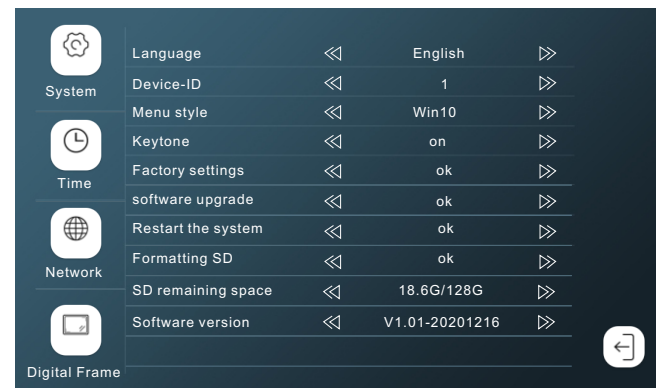 System
Time
Network
Digital Frame
Language English
Device-ID 1
Menu style Win10
Keytone on
Factory settings ok
software upgrade ok
Restart the system ok
Formatting SD ok
SD remaining space 18.6G/128G
Software version V1.01-20201216